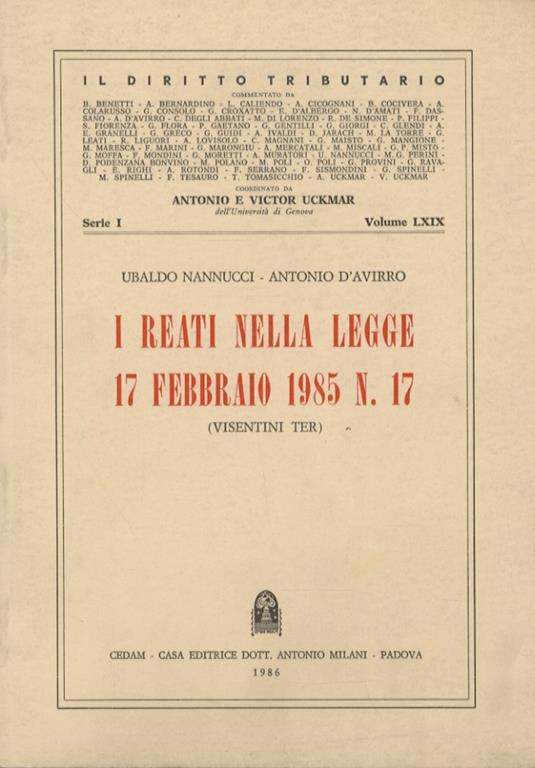 IL DIRITTO TRIBUTARIO
COMMENTATO DA
B. BENETTI - A. BERNARDINO - L. CALIENDO - A. CICOGNANI - B. COCIVERA - A.
COLARUSSO - G. CONSOLO - G. CROXATTO - E. D'ALBERGO - N. D'AMATI - F. DAS-
SANO - A. D'AVIRRO - C. DEGLI ABBATI - M. DI LORENZO - R. DE SIMONE - P. FILIPPI -
S. FIORENZA - G. FLORA - P. GAETANO - G. GENTILLI - G. GIORGI - C. GLENDI - A.
E. GRANELLI - G. GRECO - G. GUIDI - A. IVALDI - D. JARACH - M. LA TORRE - G.
LEATI - R. LIGUORI - A. LOVISOLO - C. MAGNANI - G. MAISTO - G. MANGIONE -
M. MARESCA - F. MARINI - G. MARONGIU - A. MERCATALI - M. MISCALI - G. P. MISTO -
G. MOFFA - F. MONDINI - G. MORETTI - A. MURATORI - U. NANNUCCI - M. G. PERINI -
D. PODENZANA BONVINO - M. POLANO - M. POLI - O. POLI - G. PROVINI - G. RAVA-
GLI - E. RIGHI - A. ROTONDI - F. SERRANO - F. SISMONDINI - G. SPINELLI -
M. SPINELLI - F. TESAURO - T. TOMASICCHIO - A. UCKMAR - V. UCKMAR
COORDINATO DA
ANTONIO E VICTOR UCKMAR
dell'Università di Genova
Serie I Volume LXIX
UBALDO NANNUCCI - ANTONIO D'AVIRRO
I REATI NELLA LEGGE
17 FEBBRAIO 1985 N. 17
(VISENTINI TER)
CEDAM - CASA EDITRICE DOTT. ANTONIO MILANI - PADOVA
1986